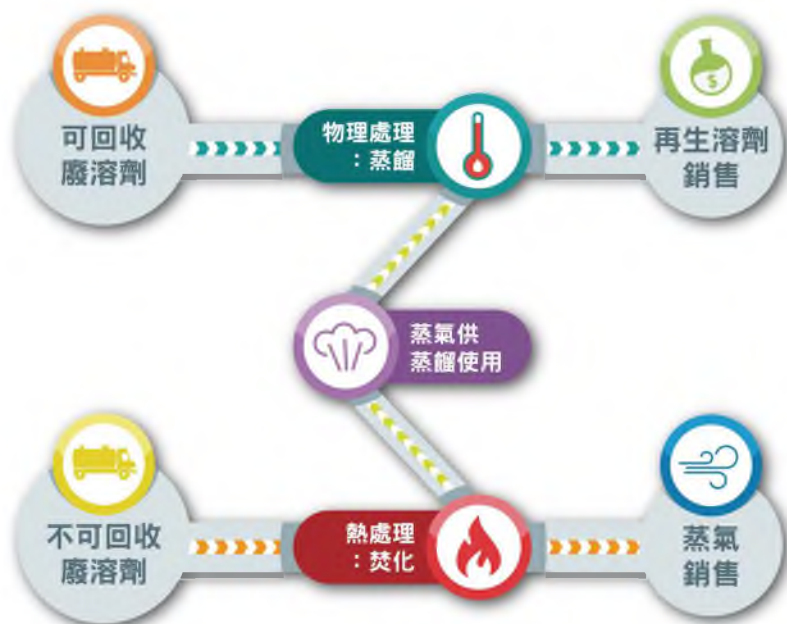 可回收
廢溶劑
物理處理
：蒸餾
$
再生溶劑
銷售
蒸氣供
蒸餾使用
不可回收
廢溶劑
熱處理
：焚化
蒸氣
銷售